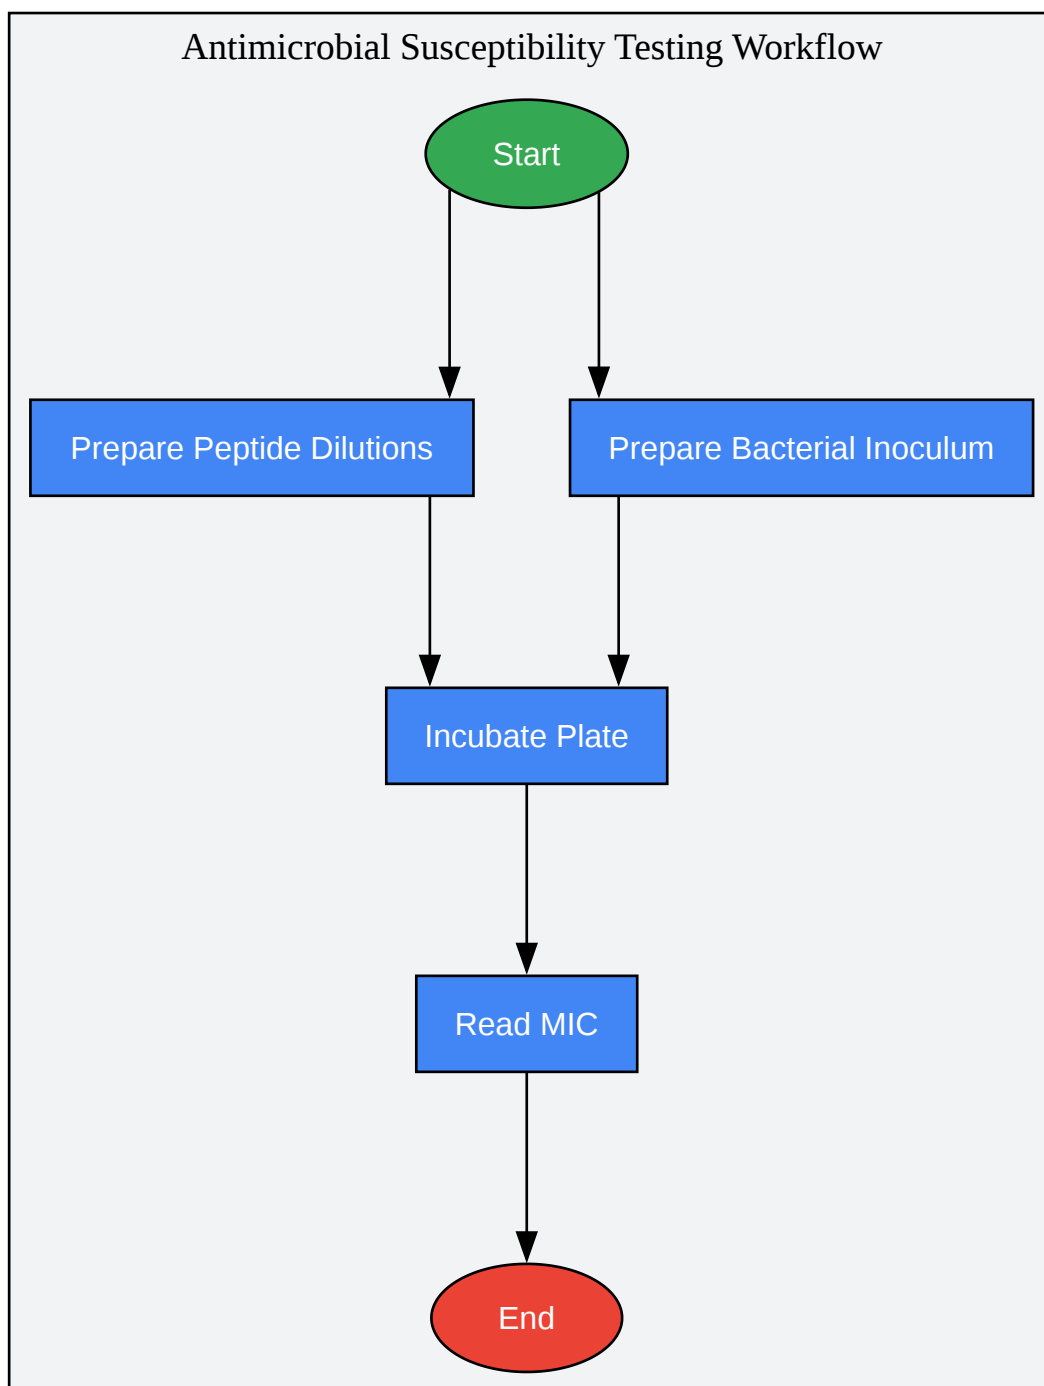 Antimicrobial Susceptibility Testing Workflow
Start
Prepare Peptide Dilutions
Prepare Bacterial Inoculum
Incubate Plate
Read MIC
End